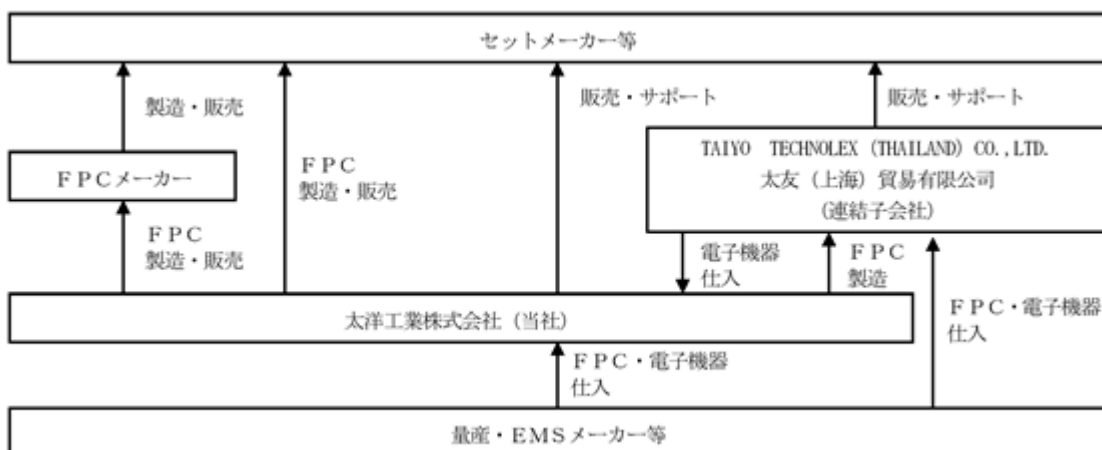 セットメーカー等
製造・販売
販売・サポート
販売・サポート
TAIYO TECHNOLEX (THAILAND) CO.,LTD.
太友(上海)貿易有限公司
(連結子会社)
FPCメーカー
FPC
製造・販売
FPC
製造・販売
電子機器
仕入
FPC
製造
FPC・電子機器
仕入
太洋工業株式会社(当社)
FPC・電子機器
仕入
量産・EMSメーカー等